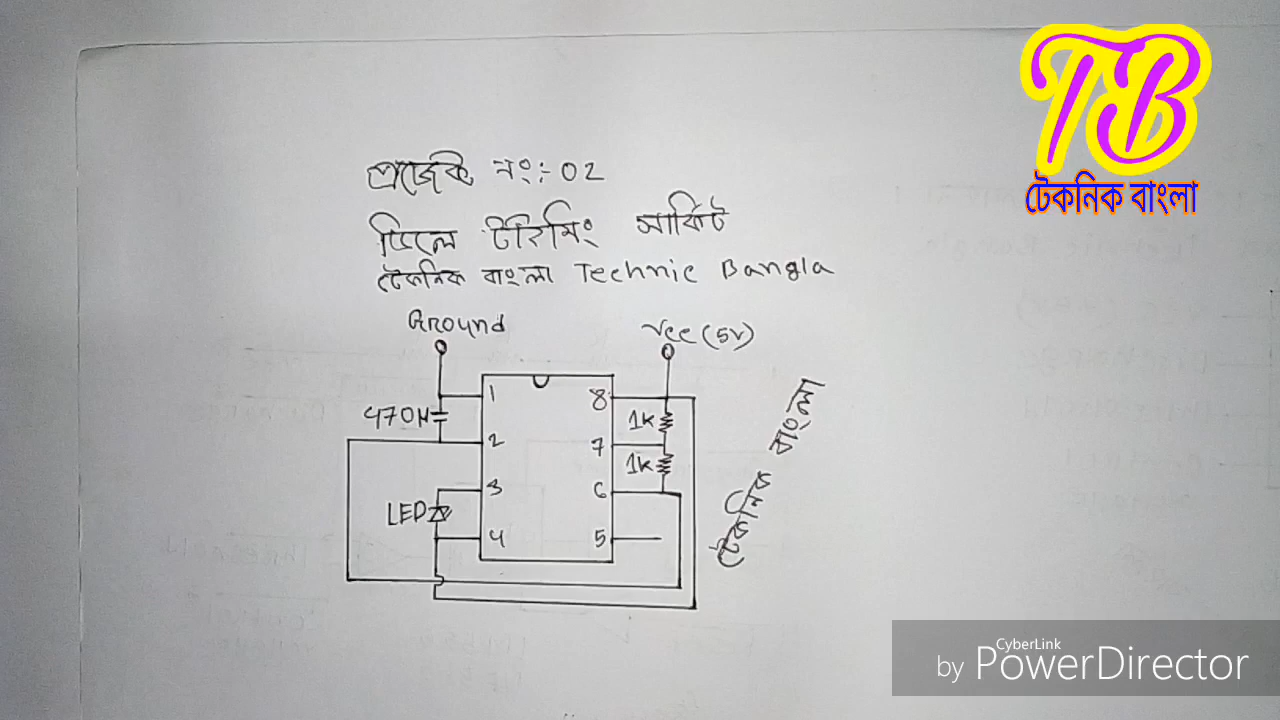 TB
টেকনিক বাংলা
প্রজেক্ট নং:- 02
ডিলে টাইমিং সার্কিট
টেকনিক বাংলা Technic Bangla
Ground
Vcc (5V)
1
8
470M
1K
2
7
1K
3
6
LED
4
5
টেকনিক বাংলা
CyberLink
by PowerDirector